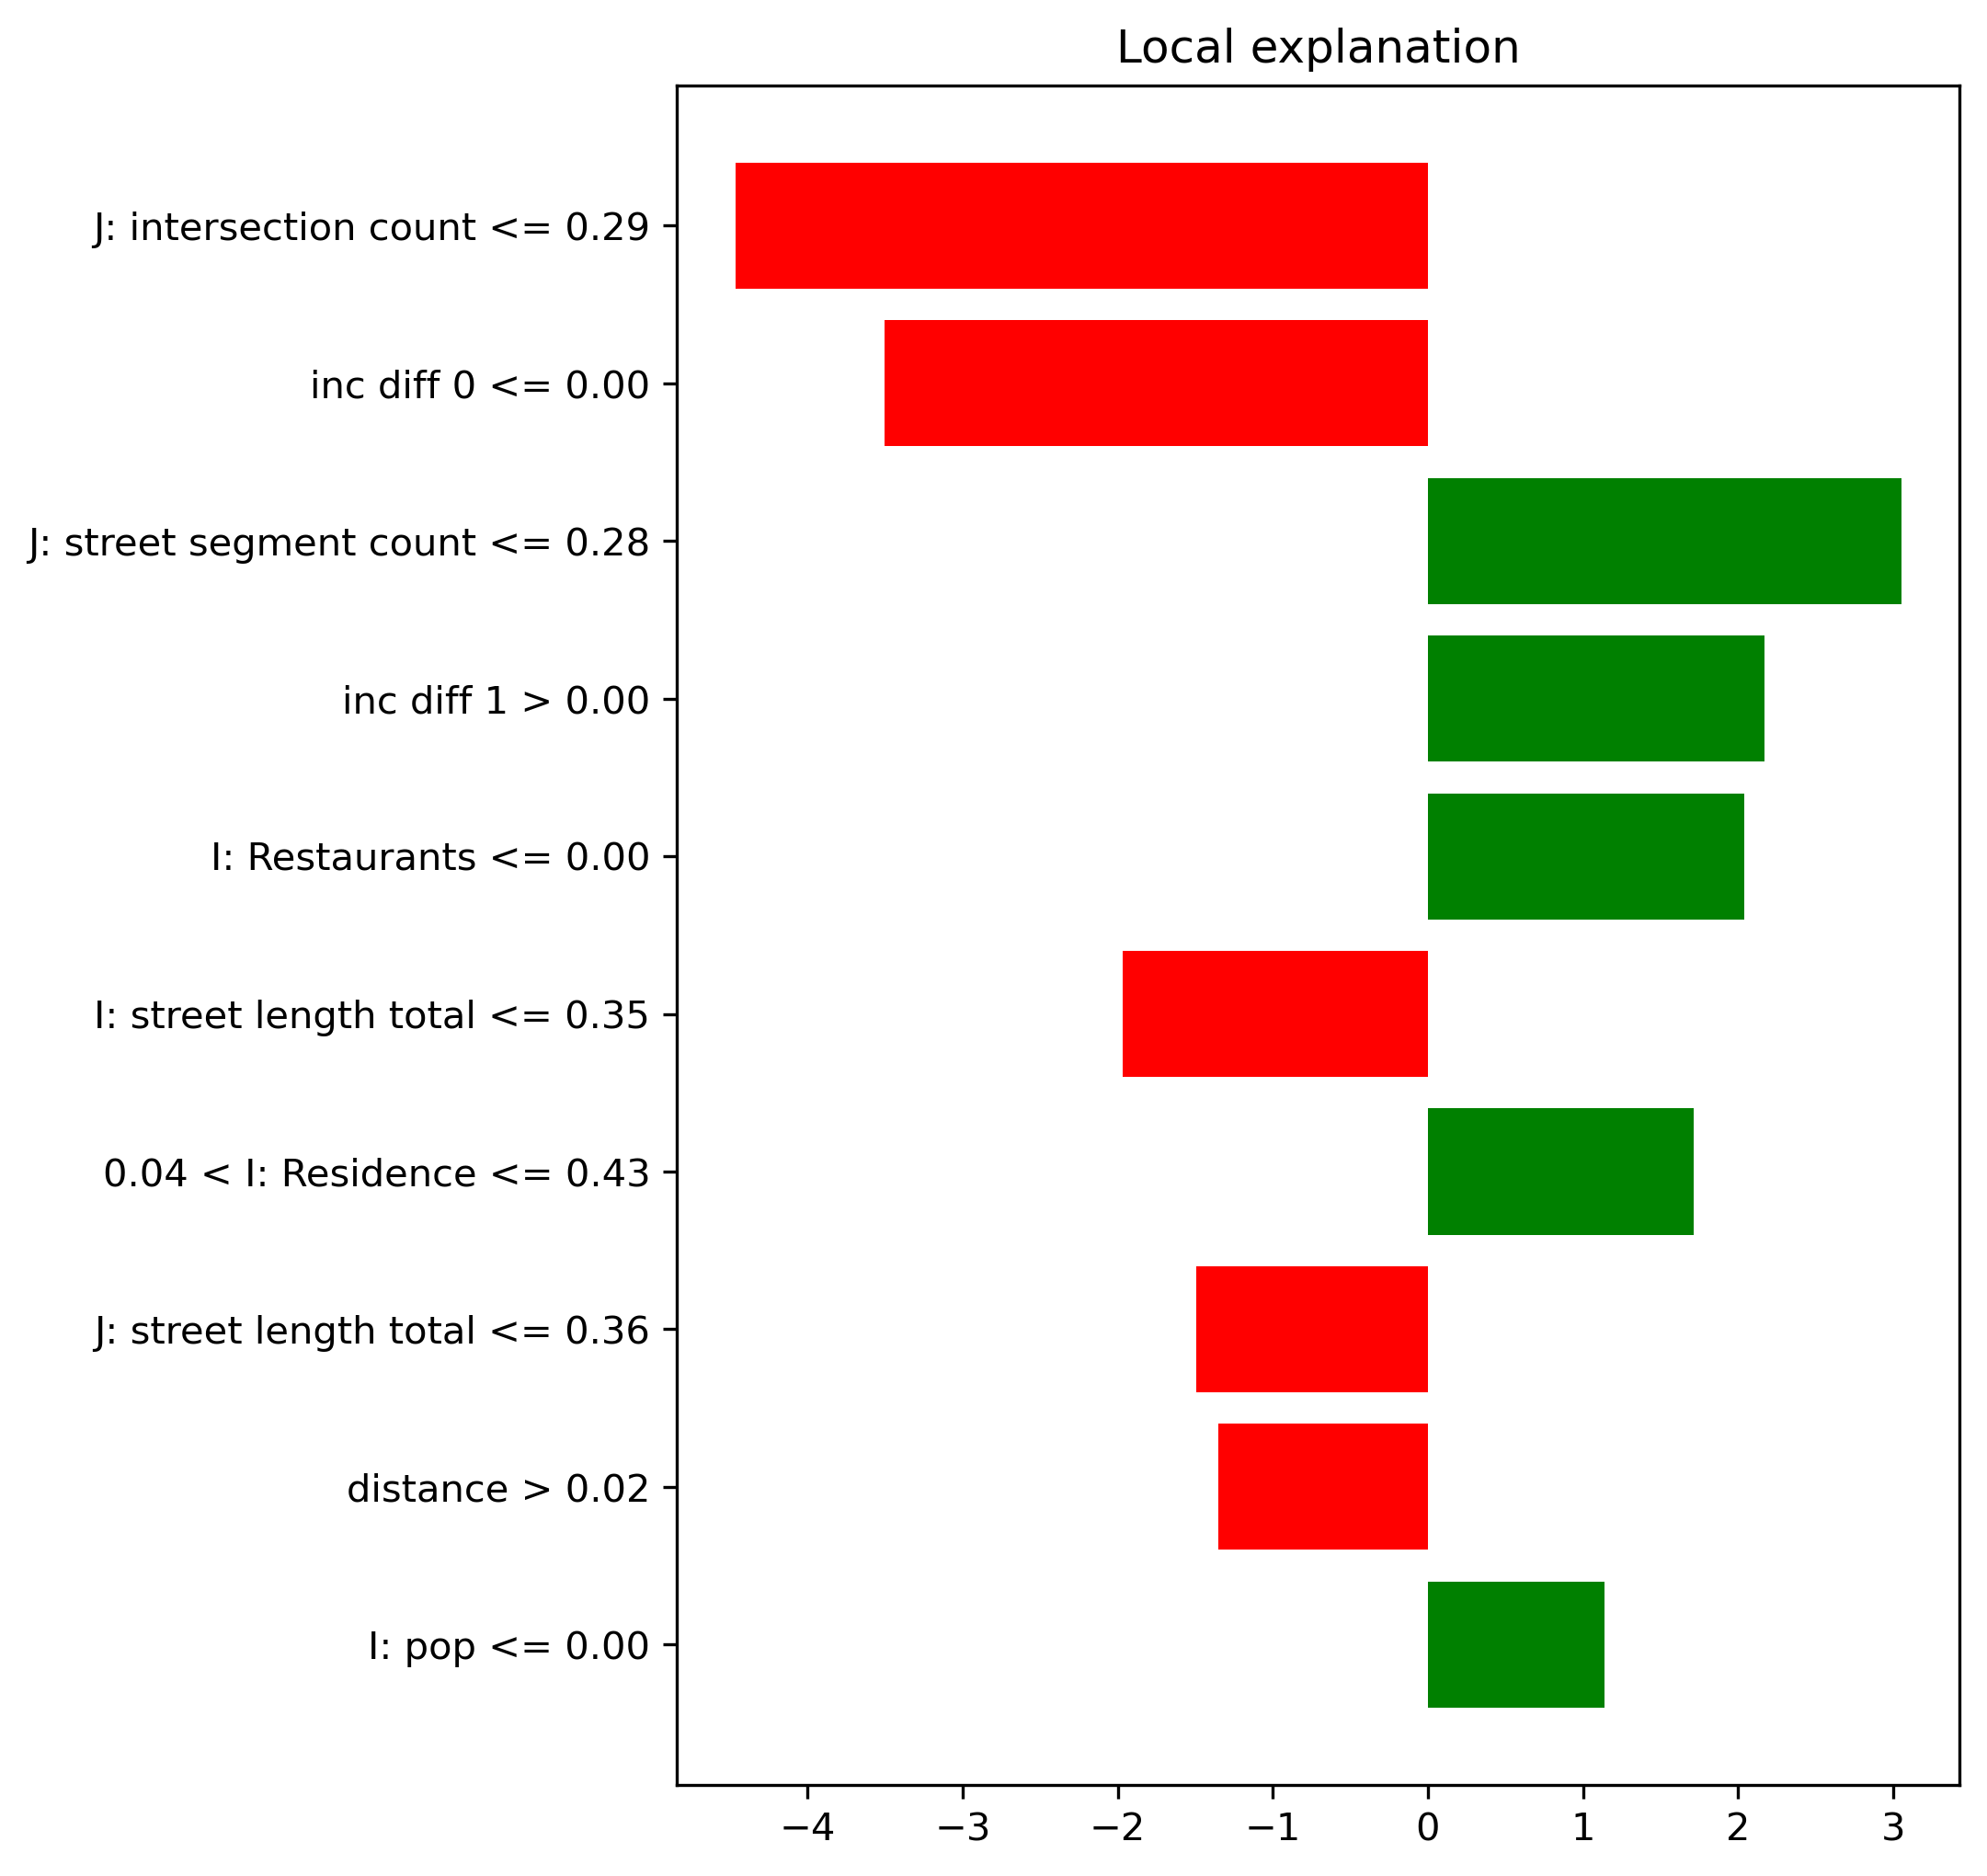 Local explanation
J: intersection count <= 0.29
inc diff 0 <= 0.00
J: street segment count <= 0.28
inc diff 1 > 0.00
I: Restaurants <= 0.00
I: street length total <= 0.35
0.04 < I: Residence <= 0.43
J: street length total <= 0.36
distance > 0.02
I: pop <= 0.00
−4 −3 −2 −1 0 1 2 3